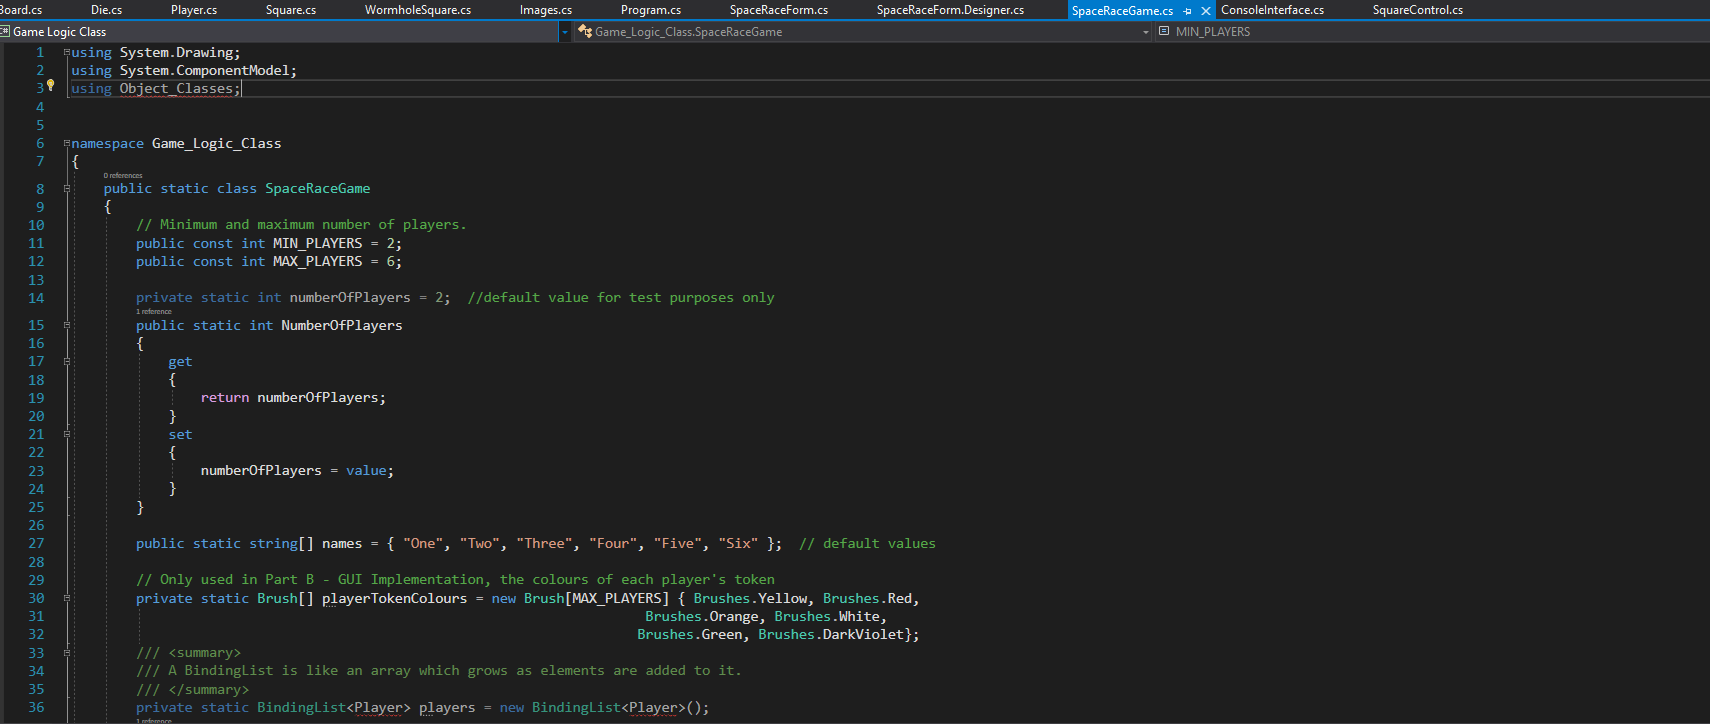 Board.cs Die.cs Player.cs Square.cs WormholeSquare.cs Images.cs Program.cs SpaceRaceForm.cs SpaceRaceForm.Designer.cs SpaceRaceGame.cs ConsoleInterface.cs SquareControl.cs
C# Game Logic Class Game_Logic_Class.SpaceRaceGame MIN_PLAYERS
1 using System.Drawing;
2 using System.ComponentModel;
3 using Object_Classes;
4
5
6 namespace Game_Logic_Class
7 {
0 references
8 public static class SpaceRaceGame
9 {
10 // Minimum and maximum number of players.
11 public const int MIN_PLAYERS = 2;
12 public const int MAX_PLAYERS = 6;
13
14 private static int numberOfPlayers = 2;  //default value for test purposes only
1 reference
15 public static int NumberOfPlayers
16 {
17 get
18 {
19 return numberOfPlayers;
20 }
21 set
22 {
23 numberOfPlayers = value;
24 }
25 }
26
27 public static string[] names = { "One", "Two", "Three", "Four", "Five", "Six" };  // default values
28
29 // Only used in Part B - GUI Implementation, the colours of each player's token
30 private static Brush[] playerTokenColours = new Brush[MAX_PLAYERS] { Brushes.Yellow, Brushes.Red,
31 Brushes.Orange, Brushes.White,
32 Brushes.Green, Brushes.DarkViolet};
33 /// <summary>
34 /// A BindingList is like an array which grows as elements are added to it.
35 /// </summary>
36 private static BindingList<Player> players = new BindingList<Player>();
1 reference